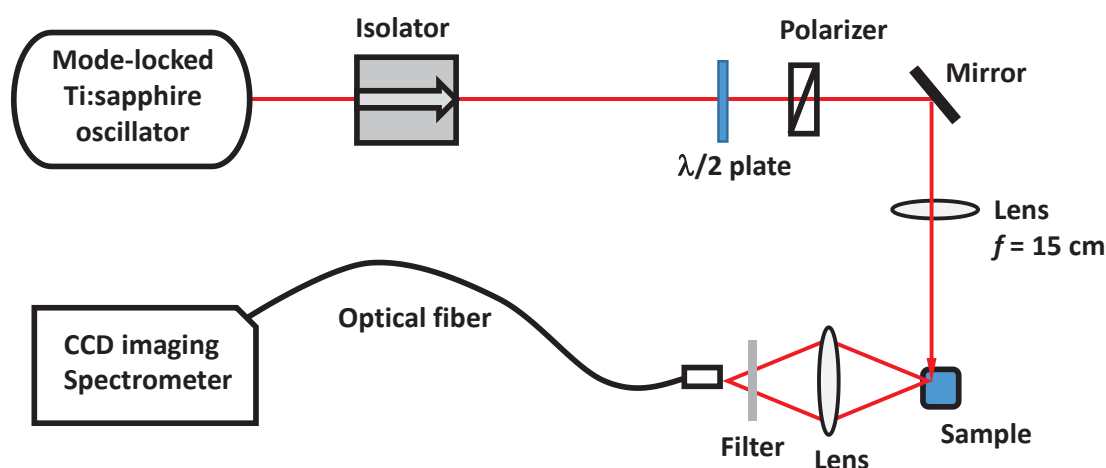 Mode-locked
Ti:sapphire
oscillator
Isolator
Polarizer
Mirror
λ/2 plate
Lens
f = 15 cm
Optical fiber
CCD imaging
Spectrometer
Filter
Lens
Sample